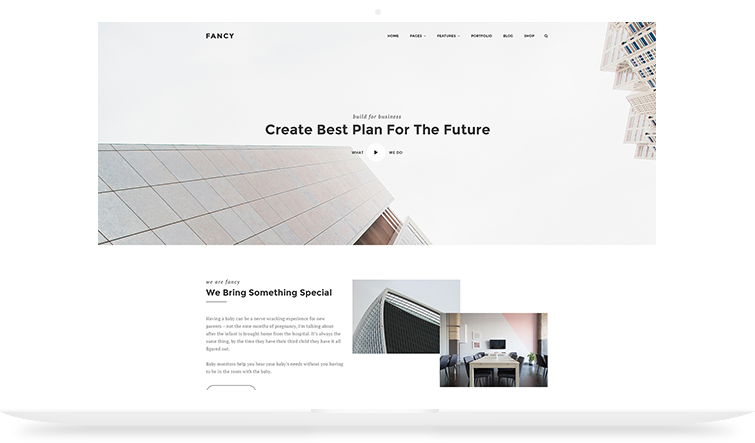 FANCY
HOME PAGES FEATURES PORTFOLIO BLOG SHOP
build for business
Create Best Plan For The Future
WHAT WE DO
we are fancy
We Bring Something Special
Having a baby can be a nerve wracking experience for new
parents – not the nine months of pregnancy, I'm talking about
after the infant is brought home from the hospital. It's always the
same thing, by the time they have their third child they have it all
figured out.
Baby monitors help you hear your baby's needs without you having
to be in the room with the baby.